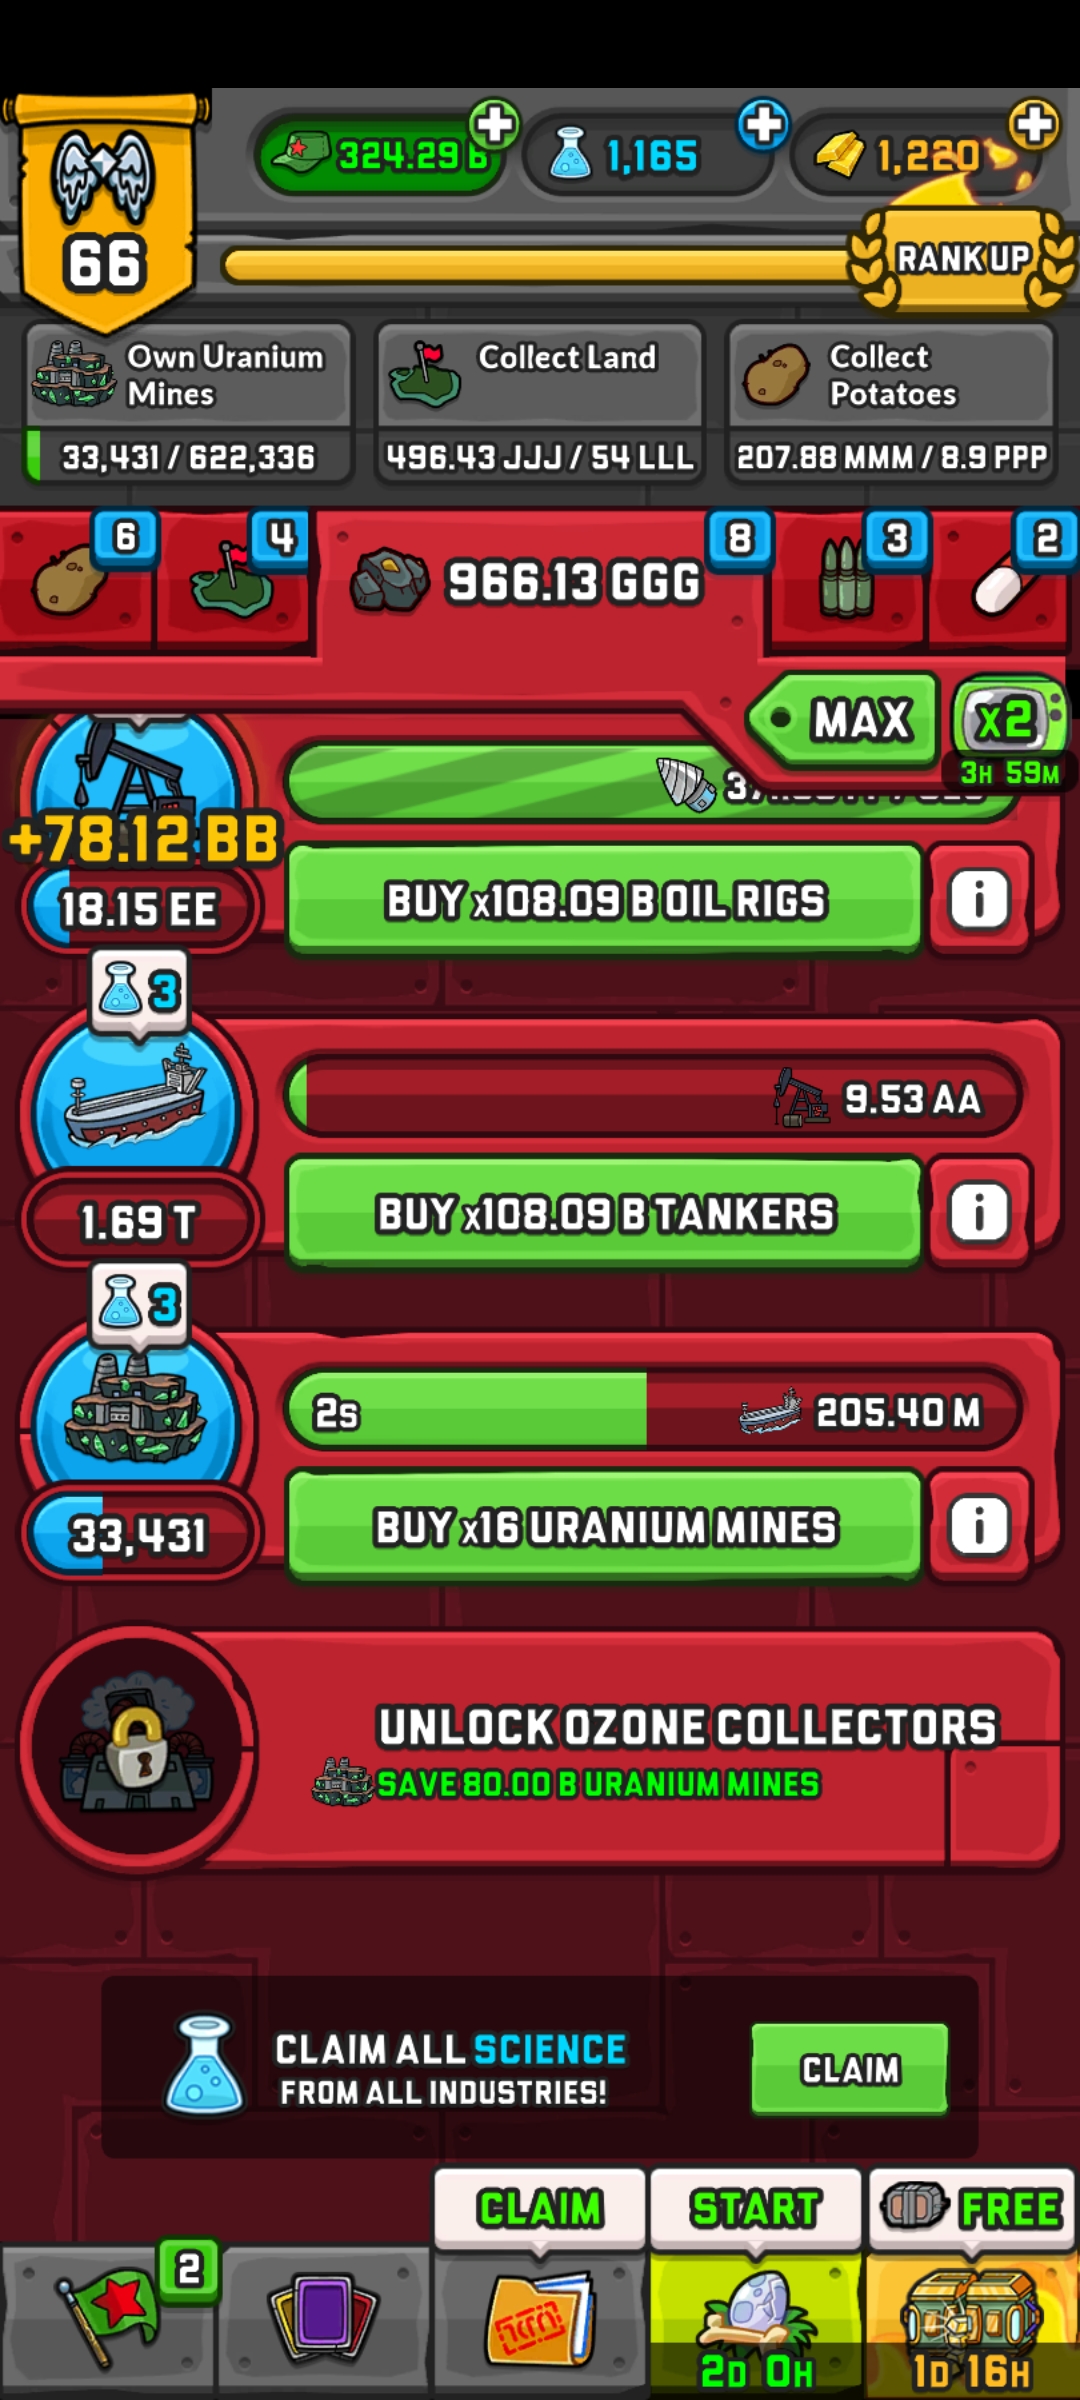 324.29 B
1,165
1,220
66
RANK UP
Own Uranium
Mines
33,431 / 622,336
Collect Land
496.43 JJJ / 54 LLL
Collect
Potatoes
207.88 MMM / 8.9 PPP
6
4
966.13 GGG
8
3
2
MAX
x2
3H 59M
+78.12 BB
18.15 EE
BUY x108.09 B OIL RIGS
i
3
9.53 AA
1.69 T
BUY x108.09 B TANKERS
i
3
2s
205.40 M
33,431
BUY x16 URANIUM MINES
i
UNLOCK OZONE COLLECTORS
SAVE 80.00 B URANIUM MINES
CLAIM ALL SCIENCE
FROM ALL INDUSTRIES!
CLAIM
CLAIM
START
FREE
2
2D 0H
1D 16H